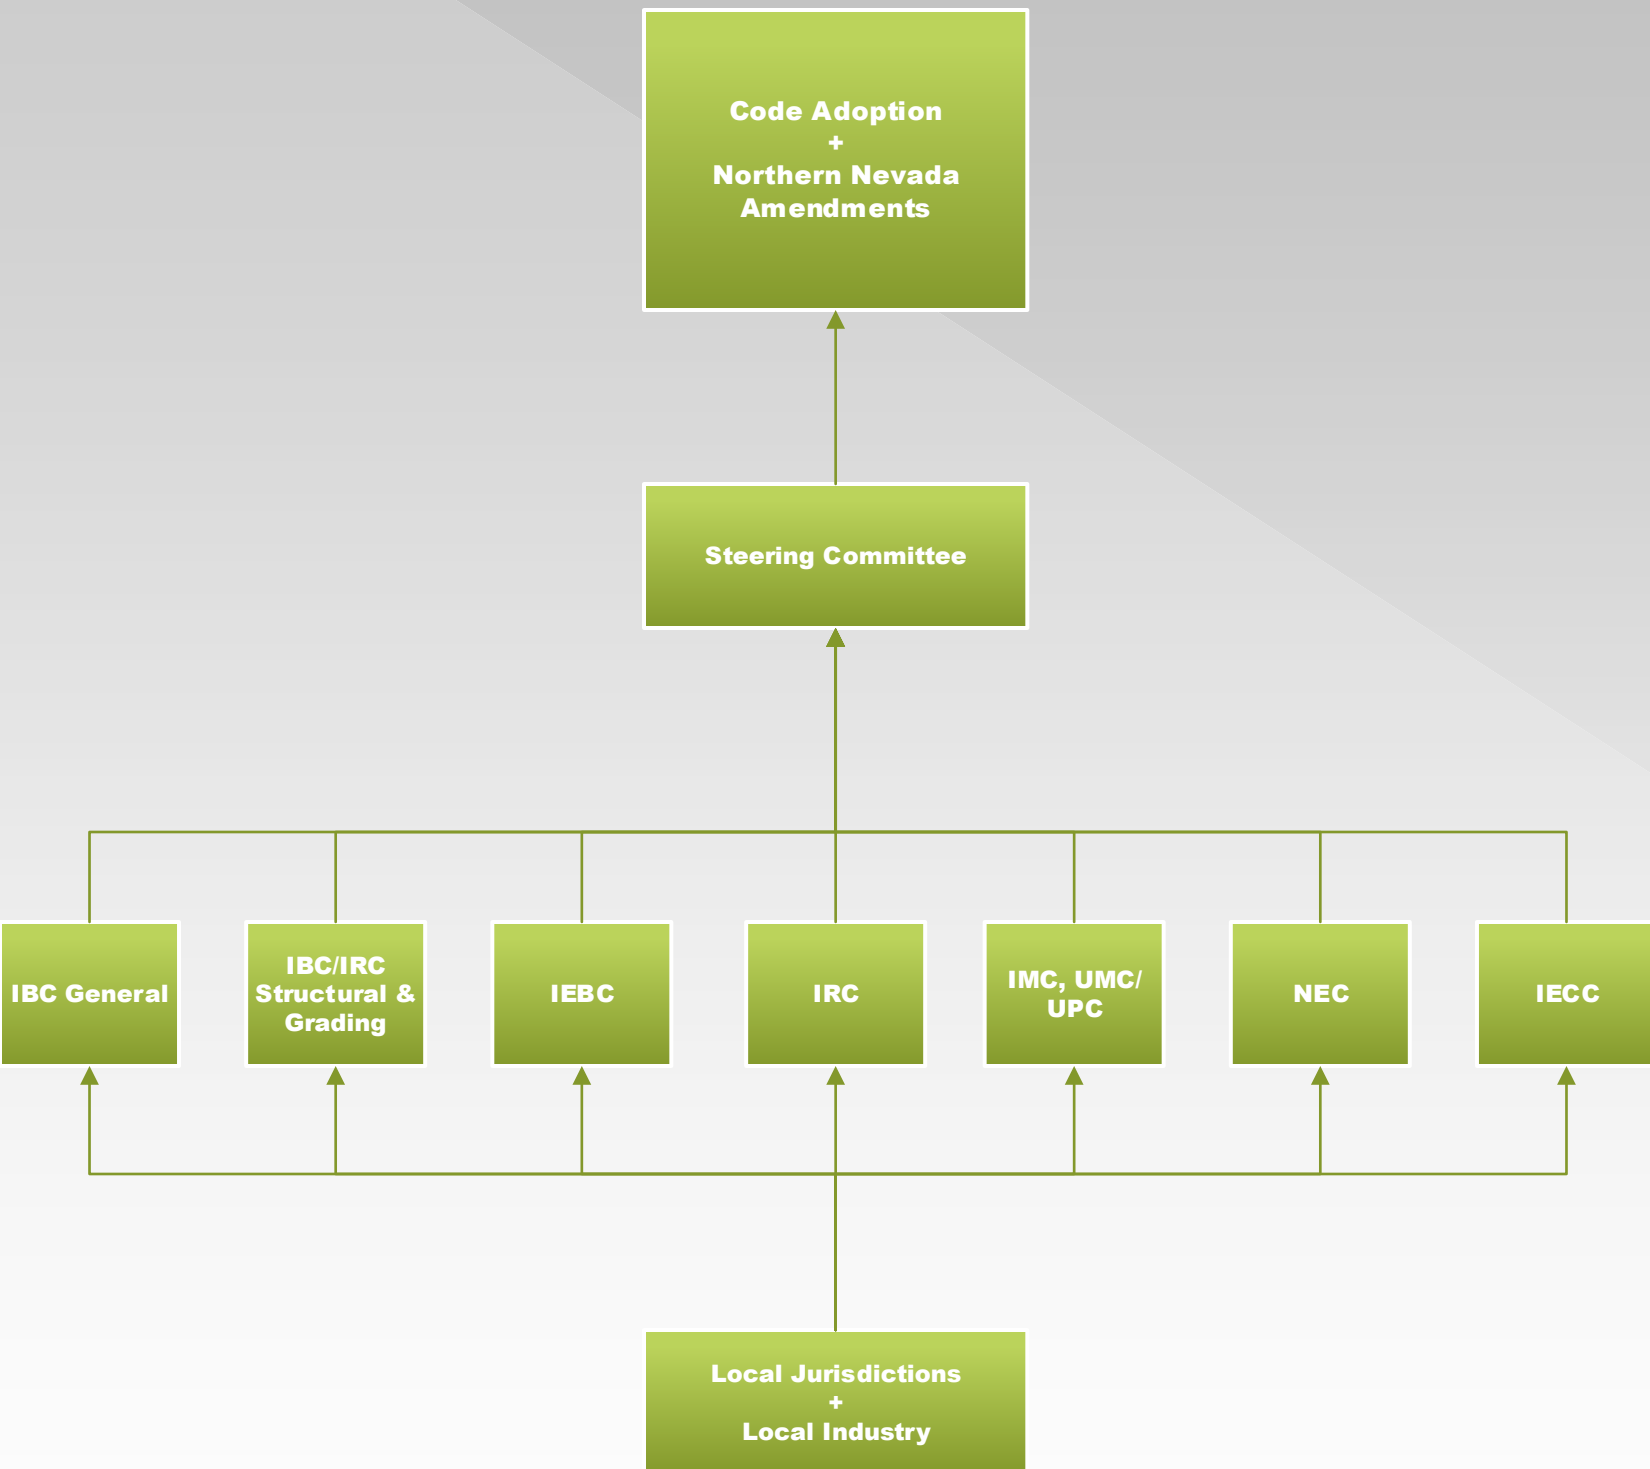 Code Adoption
+
Northern Nevada
Amendments
Steering Committee
IBC General
IBC/IRC
Structural &
Grading
IEBC
IRC
IMC, UMC/
UPC
NEC
IECC
Local Jurisdictions
+
Local Industry